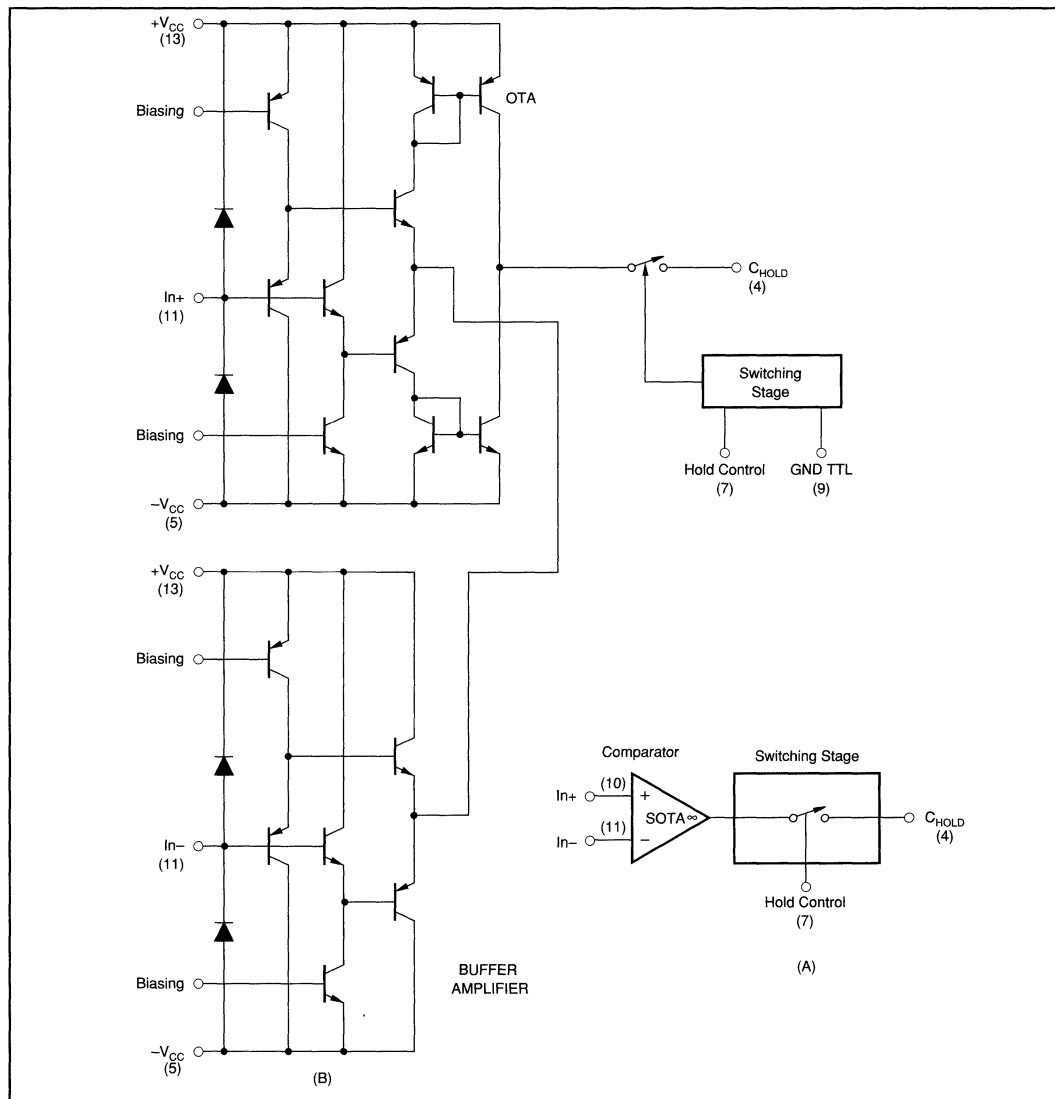 +VCC
(13)
OTA
Biasing
In+
(11)
CHOLD
(4)
Switching
Stage
Biasing
Hold Control
(7)
GND TTL
(9)
–VCC
(5)
+VCC
(13)
Biasing
Comparator
Switching Stage
In+
(10)
+
SOTA ∞
In–
(11)
–
CHOLD
(4)
In–
(11)
Hold Control
(7)
(A)
BUFFER
AMPLIFIER
Biasing
–VCC
(5)
(B)